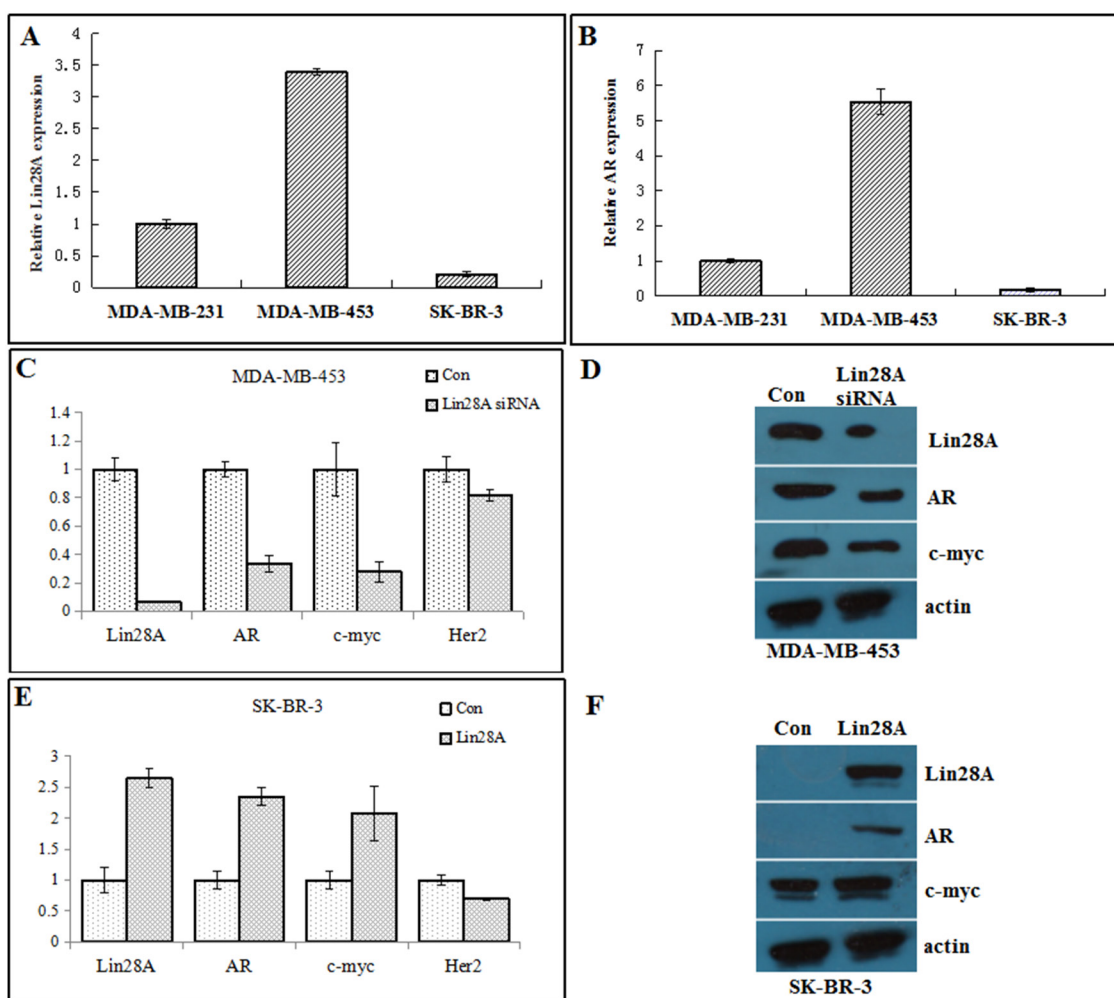 A
Relative Lin28A expression
4
3.5
3
2.5
2
1.5
1
0.5
0
MDA-MB-231 MDA-MB-453 SK-BR-3
B
Relative AR expression
7
6
5
4
3
2
1
0
MDA-MB-231 MDA-MB-453 SK-BR-3
C
MDA-MB-453
Con
Lin28A siRNA
1.4
1.2
1
0.8
0.6
0.4
0.2
0
Lin28A AR c-myc Her2
D
Con Lin28A
siRNA
Lin28A
AR
c-myc
actin
MDA-MB-453
E
SK-BR-3
Con
Lin28A
3
2.5
2
1.5
1
0.5
0
Lin28A AR c-myc Her2
F
Con Lin28A
Lin28A
AR
c-myc
actin
SK-BR-3